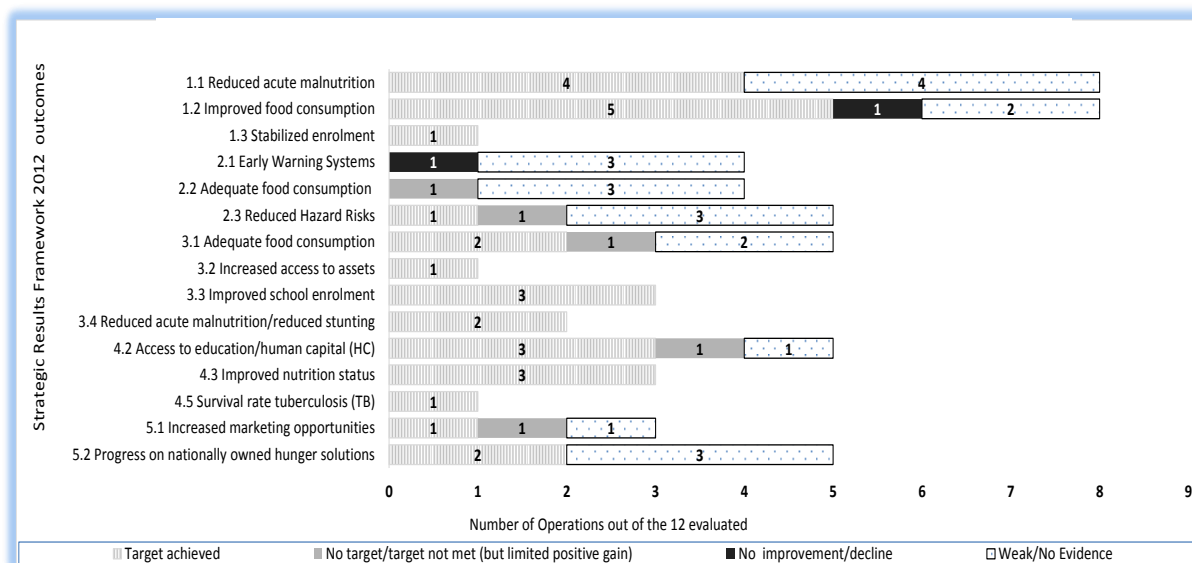 Strategic Results Framework 2012 outcomes
1.1 Reduced acute malnutrition 4 4
1.2 Improved food consumption 5 1 2
1.3 Stabilized enrolment 1
2.1 Early Warning Systems 1 3
2.2 Adequate food consumption 1 3
2.3 Reduced Hazard Risks 1 1 3
3.1 Adequate food consumption 2 1 2
3.2 Increased access to assets 1
3.3 Improved school enrolment 3
3.4 Reduced acute malnutrition/reduced stunting 2
4.2 Access to education/human capital (HC) 3 1 1
4.3 Improved nutrition status 3
4.5 Survival rate tuberculosis (TB) 1
5.1 Increased marketing opportunities 1 1 1
5.2 Progress on nationally owned hunger solutions 2 3
0 1 2 3 4 5 6 7 8 9
Number of Operations out of the 12 evaluated
Target achieved No target/target not met (but limited positive gain) No improvement/decline Weak/No Evidence